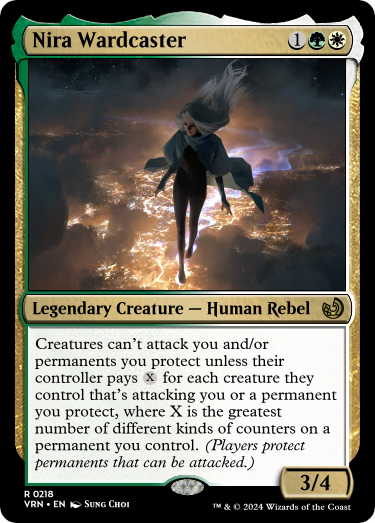 Nira Wardcaster 1
Legendary Creature — Human Rebel
Creatures can't attack you and/or
permanents you protect unless their
controller pays X for each creature they
control that's attacking you or a permanent
you protect, where X is the greatest
number of different kinds of counters on a
permanent you control. (Players protect
permanents that can be attacked.)
3/4
R 0218
VRN • EN Sung Choi ™ & © 2024 Wizards of the Coast